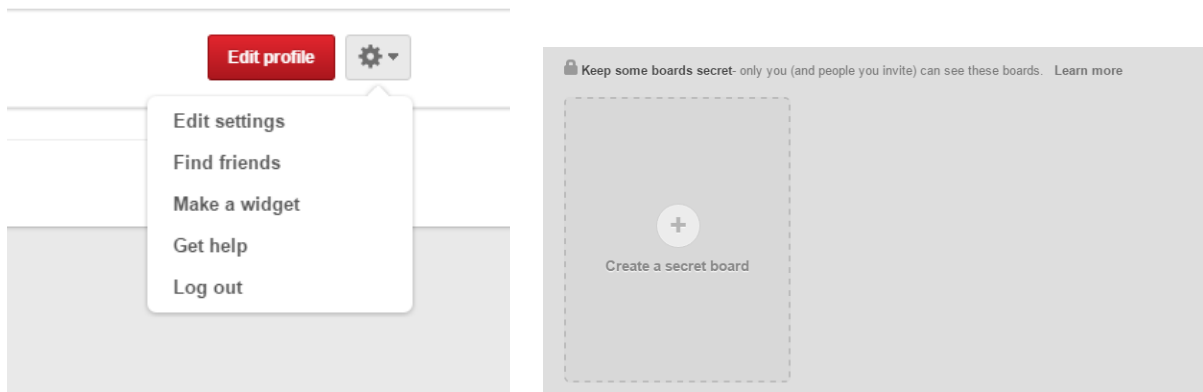 Edit profile
Edit settings
Find friends
Make a widget
Get help
Log out
Keep some boards secret- only you (and people you invite) can see these boards. Learn more
Create a secret board